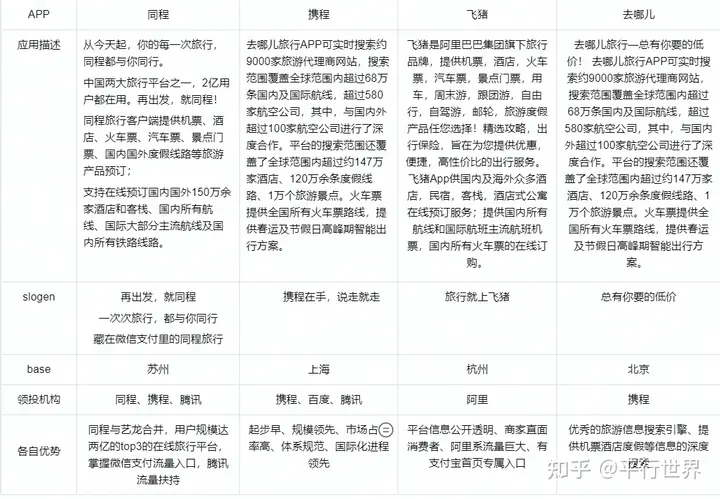 APP 同程 携程 飞猪 去哪儿
应用描述
从今天起，你的每一次旅行，
同程都与你同行。
中国两大旅行平台之一，2亿用
户都在用。再出发，就同程！
同程旅行客户端提供机票、酒
店、火车票、汽车票、景点门
票、国内国外度假线路等旅游
产品预订；
支持在线预订国内国外150万余
家酒店和客栈、国内所有航
线、国际大部分主流航线及国
内所有铁路线路。
去哪儿旅行APP可实时搜索约
9000家旅游代理商网站，搜索
范围覆盖全球范围内超过68万
条国内及国际航线，超过580
家航空公司，其中，与国内外
超过100家航空公司进行了深
度合作。平台的搜索范围还覆
盖了全球范围内超过约147万
家酒店、120万余条度假线
路、1万个旅游景点。火车票
提供全国所有火车票路线，提
供春运及节假日高峰期智能出
行方案。
飞猪是阿里巴巴集团旗下旅行
品牌，提供机票，酒店，火车
票，汽车票，景点门票，用
车，周末游，跟团游，自由
行，自驾游，邮轮，旅游度假
产品任您选择！精选攻略，出
行保险，旨在为您提供优惠，
便捷，高性价比的出行服务。
飞猪App供国内及海外众多酒
店，民宿，客栈，酒店式公寓
在线预订服务；提供国内所有
航线和国际航班主流航班机
票，国内所有火车票的在线订
购。
去哪儿旅行—总有你要的低
价！ 去哪儿旅行APP可实时搜
索约9000家旅游代理商网站，
搜索范围覆盖全球范围内超过
68万条国内及国际航线，超过
580家航空公司，其中，与国内
外超过100家航空公司进行了深
度合作。平台的搜索范围还覆
盖了全球范围内超过约147万家
酒店、120万余条度假线路、1
万个旅游景点。火车票提供全
国所有火车票路线，提供春运
及节假日高峰期智能出行方
案。
slogen
再出发，就同程
一次次旅行，都与你同行
藏在微信支付里的同程旅行
携程在手，说走就走
旅行就上飞猪
总有你要的低价
base 苏州 上海 杭州 北京
领投机构 同程、携程、腾讯 携程、百度、腾讯 阿里 携程
各自优势
同程与艺龙合并，用户规模达
两亿的top3的在线旅行平台，
掌握微信支付流量入口，腾讯
流量扶持
起步早、规模领先、市场占
率高、体系规范、国际化进程
领先
平台信息公开透明、商家直面
消费者、阿里系流量巨大、有
支付宝首页专属入口
优秀的旅游信息搜索引擎、提
供机票酒店度假等信息的深度
搜索
知乎 @平行世界